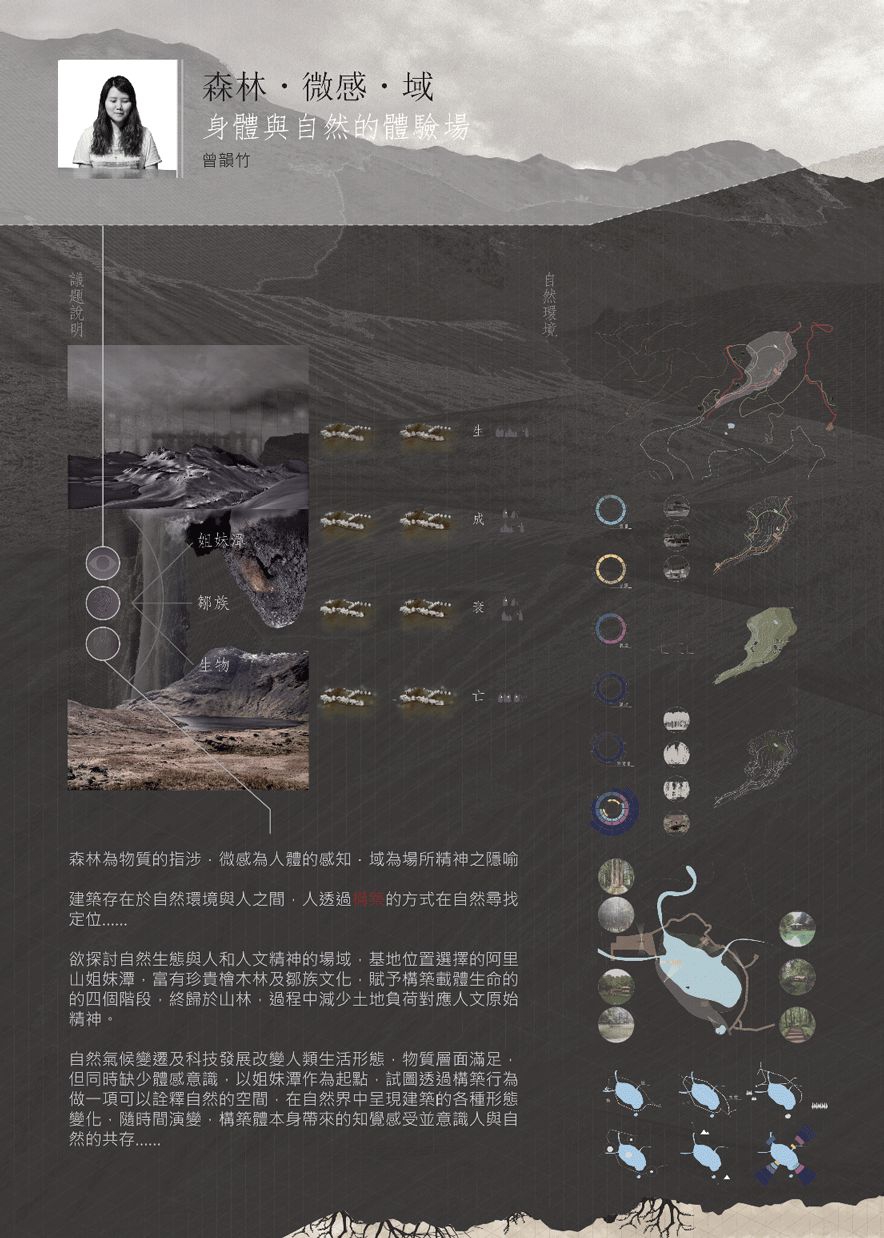 森林・微感・域
身體與自然的體驗場
曾韻竹
議題說明
自然環境
生
成
衰
亡
姐妹潭
鄒族
生物
森林為物質的指涉，微感為人體的感知，域為場所精神之隱喻
建築存在於自然環境與人之間，人透過構築的方式在自然尋找
定位......
欲探討自然生態與人和人文精神的場域，基地位置選擇的阿里
山姐妹潭，富有珍貴檜木林及鄒族文化，賦予構築載體生命的
的四個階段，終歸於山林，過程中減少土地負荷對應人文原始
精神。
自然氣候變遷及科技發展改變人類生活形態，物質層面滿足，
但同時缺少體感意識，以姐妹潭作為起點，試圖透過構築行為
做一項可以詮釋自然的空間，在自然界中呈現建築的各種形態
變化，隨時間演變，構築體本身帶來的知覺感受並意識人與自
然的共存......